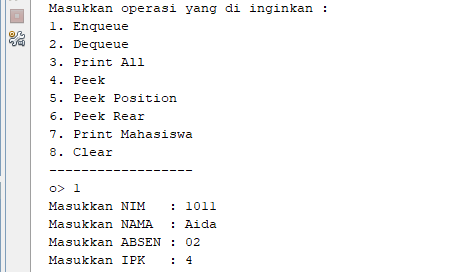 Masukkan operasi yang di inginkan :
1. Enqueue
2. Dequeue
3. Print All
4. Peek
5. Peek Position
6. Peek Rear
7. Print Mahasiswa
8. Clear
------------------
o> 1
Masukkan NIM   : 1011
Masukkan NAMA  : Aida
Masukkan ABSEN : 02
Masukkan IPK   : 4